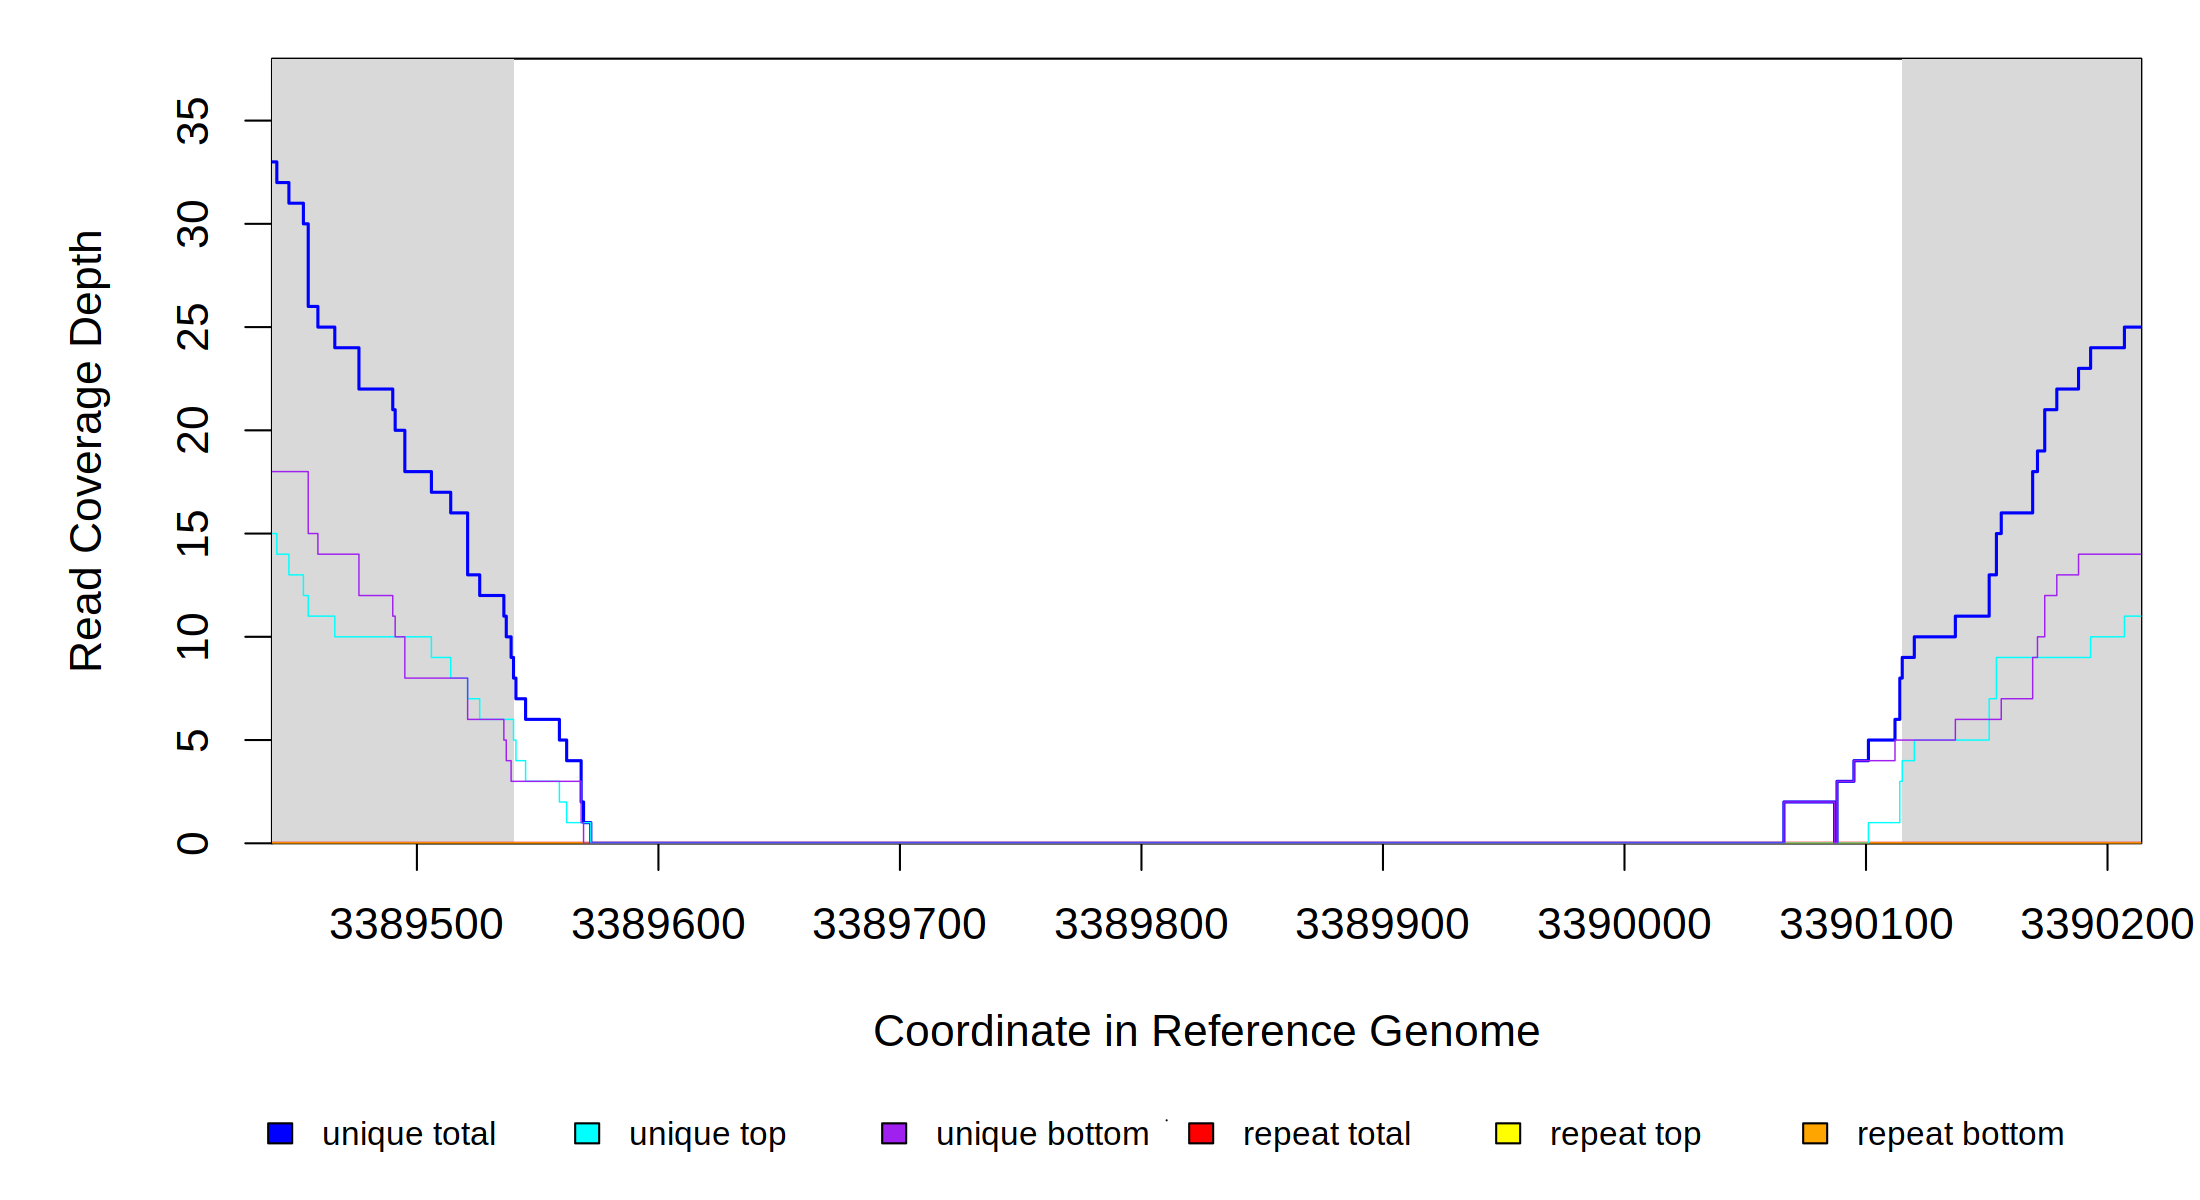 35
30
25
20
15
10
5
0
Read Coverage Depth
3389500 3389600 3389700 3389800 3389900 3390000 3390100 3390200
Coordinate in Reference Genome
unique total unique top unique bottom repeat total repeat top repeat bottom